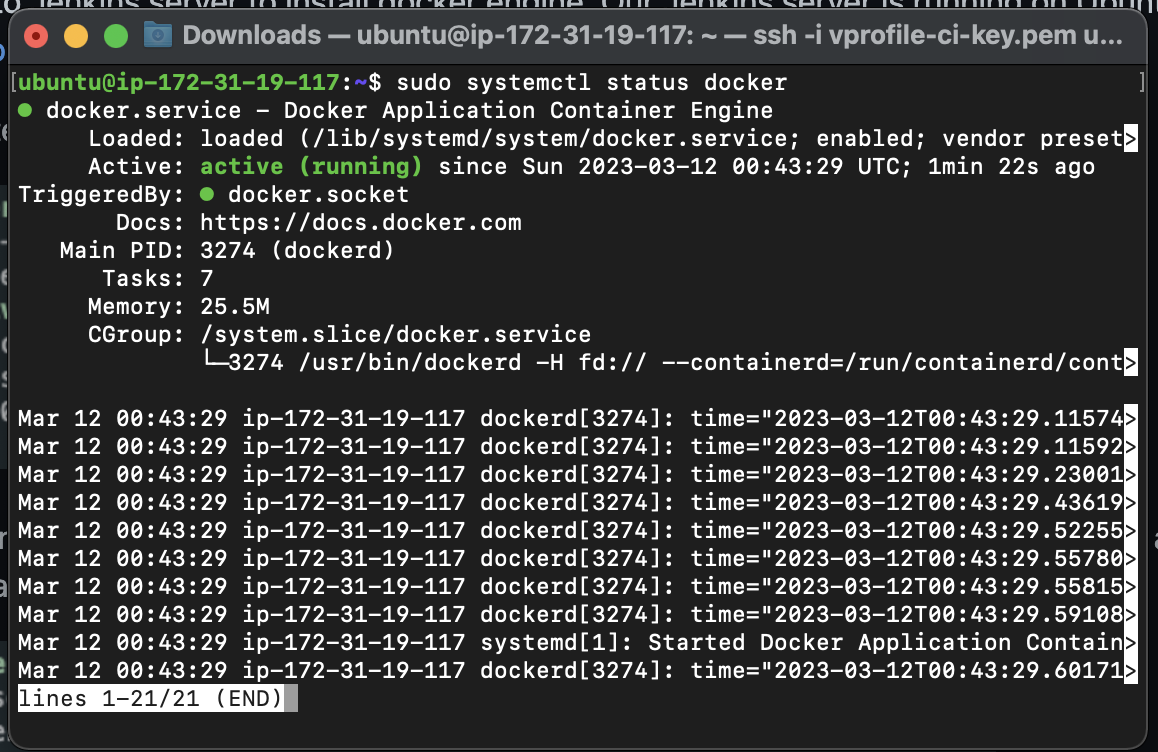 to Jenkins server to install docker engine. Our Jenkins server is running on Ubun
Downloads — ubuntu@ip-172-31-19-117: ~ — ssh -i vprofile-ci-key.pem u...
[ubuntu@ip-172-31-19-117:~$ sudo systemctl status docker ]
● docker.service - Docker Application Container Engine
Loaded: loaded (/lib/systemd/system/docker.service; enabled; vendor preset>
Active: active (running) since Sun 2023-03-12 00:43:29 UTC; 1min 22s ago
TriggeredBy: ● docker.socket
Docs: https://docs.docker.com
Main PID: 3274 (dockerd)
Tasks: 7
Memory: 25.5M
CGroup: /system.slice/docker.service
└─3274 /usr/bin/dockerd -H fd:// --containerd=/run/containerd/cont>
Mar 12 00:43:29 ip-172-31-19-117 dockerd[3274]: time="2023-03-12T00:43:29.11574>
Mar 12 00:43:29 ip-172-31-19-117 dockerd[3274]: time="2023-03-12T00:43:29.11592>
Mar 12 00:43:29 ip-172-31-19-117 dockerd[3274]: time="2023-03-12T00:43:29.23001>
Mar 12 00:43:29 ip-172-31-19-117 dockerd[3274]: time="2023-03-12T00:43:29.43619>
Mar 12 00:43:29 ip-172-31-19-117 dockerd[3274]: time="2023-03-12T00:43:29.52255>
Mar 12 00:43:29 ip-172-31-19-117 dockerd[3274]: time="2023-03-12T00:43:29.55780>
Mar 12 00:43:29 ip-172-31-19-117 dockerd[3274]: time="2023-03-12T00:43:29.55815>
Mar 12 00:43:29 ip-172-31-19-117 dockerd[3274]: time="2023-03-12T00:43:29.59108>
Mar 12 00:43:29 ip-172-31-19-117 systemd[1]: Started Docker Application Contain>
Mar 12 00:43:29 ip-172-31-19-117 dockerd[3274]: time="2023-03-12T00:43:29.60171>
lines 1-21/21 (END)